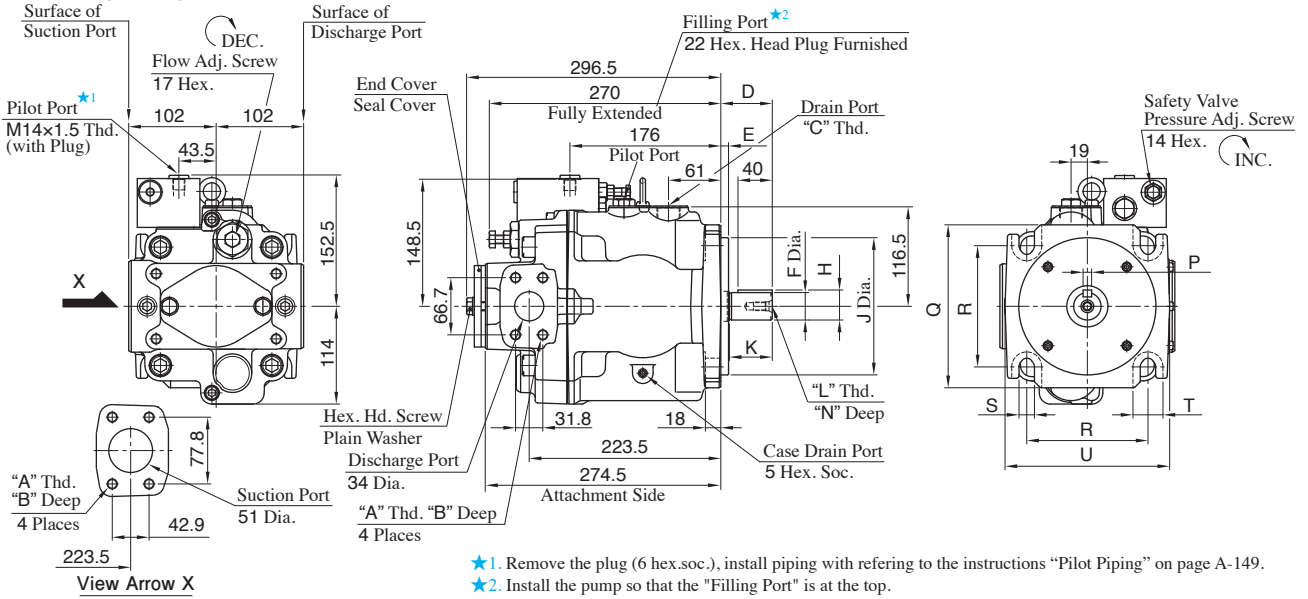 Surface of
Suction Port
DEC.
Flow Adj. Screw
17 Hex.
Surface of
Discharge Port
Pilot Port ★1
M14×1.5 Thd.
(with Plug)
102
102
43.5
152.5
114
X
End Cover
Seal Cover
Filling Port ★2
22 Hex. Head Plug Furnished
296.5
270
Fully Extended
D
Drain Port
“C” Thd.
176
E
Pilot Port
61
40
148.5
66.7
F Dia.
H
J Dia.
116.5
K
“L” Thd.
“N” Deep
Hex. Hd. Screw
Plain Washer
Discharge Port
34 Dia.
31.8
18
223.5
274.5
Attachment Side
Case Drain Port
5 Hex. Soc.
“A” Thd. “B” Deep
4 Places
Safety Valve
Pressure Adj. Screw
14 Hex.
INC.
19
P
Q
R
S
R
T
U
77.8
“A” Thd.
“B” Deep
4 Places
Suction Port
51 Dia.
42.9
223.5
View Arrow X
★1. Remove the plug (6 hex.soc.), install piping with refering to the instructions “Pilot Piping” on page A-149.
★2. Install the pump so that the "Filling Port" is at the top.